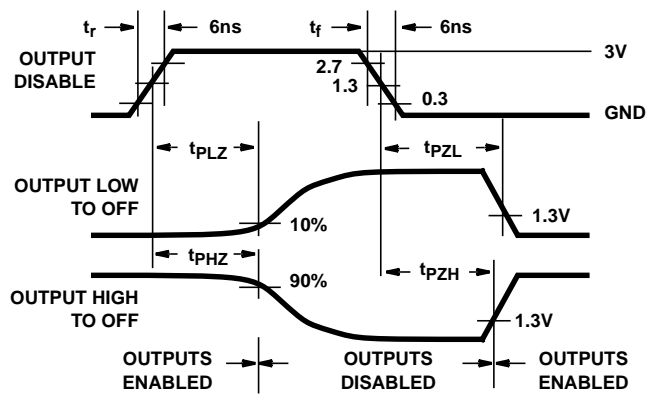 tr 6ns tf 6ns
OUTPUT
DISABLE
3V
2.7
1.3
0.3
GND
tPLZ tPZL
OUTPUT LOW
TO OFF
10%
1.3V
tPHZ tPZH
90%
OUTPUT HIGH
TO OFF
1.3V
OUTPUTS
ENABLED
OUTPUTS
DISABLED
OUTPUTS
ENABLED